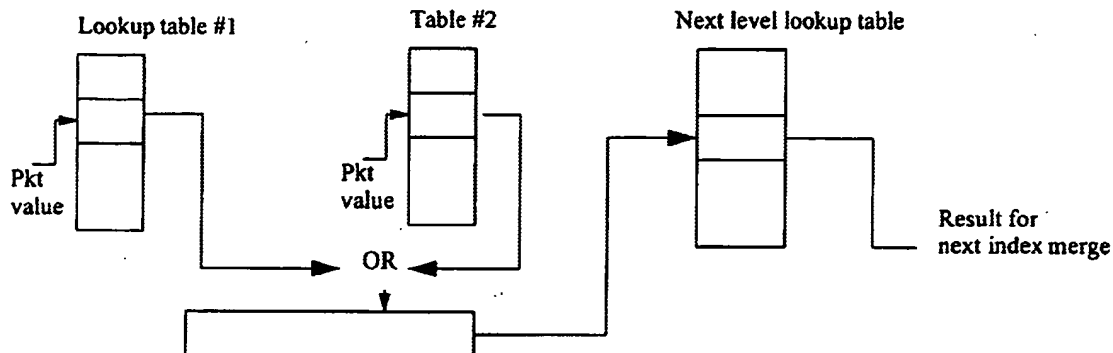 Lookup table #1
Table #2
Next level lookup table
Pkt
value
Pkt
value
Result for
next index merge
OR